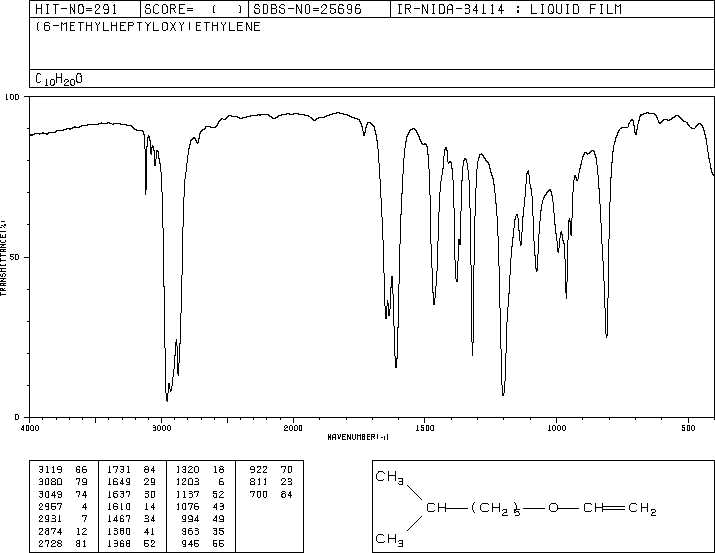 HIT-NO=291 SCORE= ( ) SDBS-NO=25696 IR-NIDA-34114 : LIQUID FILM
(6-METHYLHEPTYLOXY)ETHYLENE
C10H20O
100
50
0
TRANSMITTANCE(%)
4000 3000 2000 1500 1000 500
WAVENUMBER(-1)
3119 66 1731 84 1320 18 922 70
3080 79 1649 29 1203 6 811 23
3049 74 1637 30 1137 52 700 84
2957 4 1610 14 1076 43
2931 7 1467 34 994 49
2874 12 1380 41 963 35
2728 81 1368 52 945 55
CH3
CH (CH2)5 O CH CH2
CH3